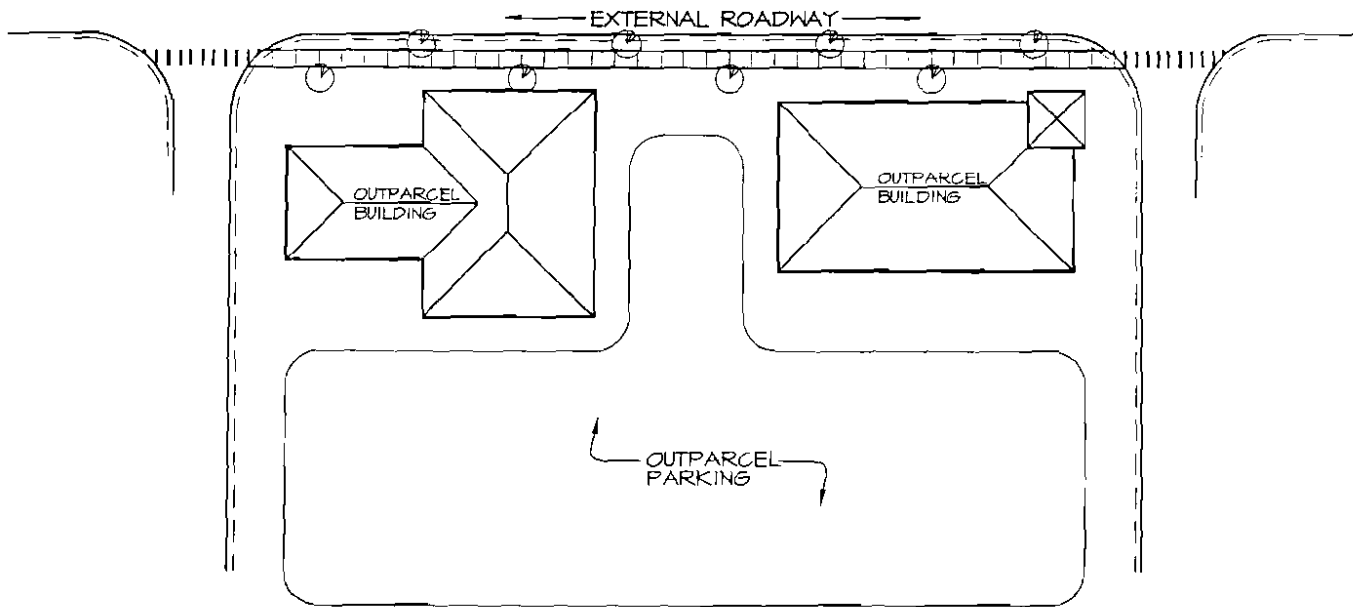 EXTERNAL ROADWAY
OUTPARCEL
BUILDING
OUTPARCEL
BUILDING
OUTPARCEL
PARKING